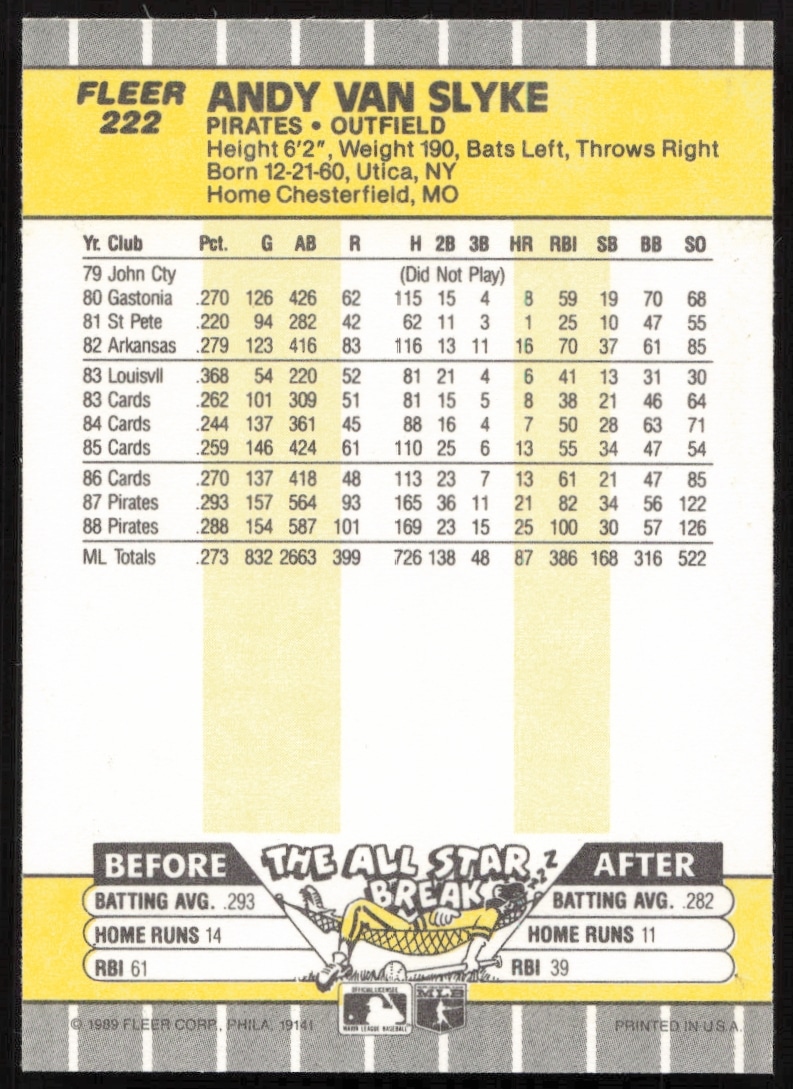 FLEER
222
ANDY VAN SLYKE
PIRATES • OUTFIELD
Height 6'2", Weight 190, Bats Left, Throws Right
Born 12-21-60, Utica, NY
Home Chesterfield, MO
Yr. Club Pct. G AB R H 2B 3B HR RBI SB BB SO
79 John Cty (Did Not Play)
80 Gastonia .270 126 426 62 115 15 4 8 59 19 70 68
81 St Pete .220 94 282 42 62 11 3 1 25 10 47 55
82 Arkansas .279 123 416 83 116 13 11 16 70 37 61 85
83 Louisvll .368 54 220 52 81 21 4 6 41 13 31 30
83 Cards .262 101 309 51 81 15 5 8 38 21 46 64
84 Cards .244 137 361 45 88 16 4 7 50 28 63 71
85 Cards .259 146 424 61 110 25 6 13 55 34 47 54
86 Cards .270 137 418 48 113 23 7 13 61 21 47 85
87 Pirates .293 157 564 93 165 36 11 21 82 34 56 122
88 Pirates .288 154 587 101 169 23 15 25 100 30 57 126
ML Totals .273 832 2663 399 726 138 48 87 386 168 316 522
BEFORE THE ALL STAR BREAK AFTER
zzZ
BATTING AVG. .293
HOME RUNS 14
RBI 61
BATTING AVG. .282
HOME RUNS 11
RBI 39
OFFICIAL LICENSEE
MAJOR LEAGUE BASEBALL
MLB
© 1989 FLEER CORP., PHILA. 19141
PRINTED IN U.S.A.